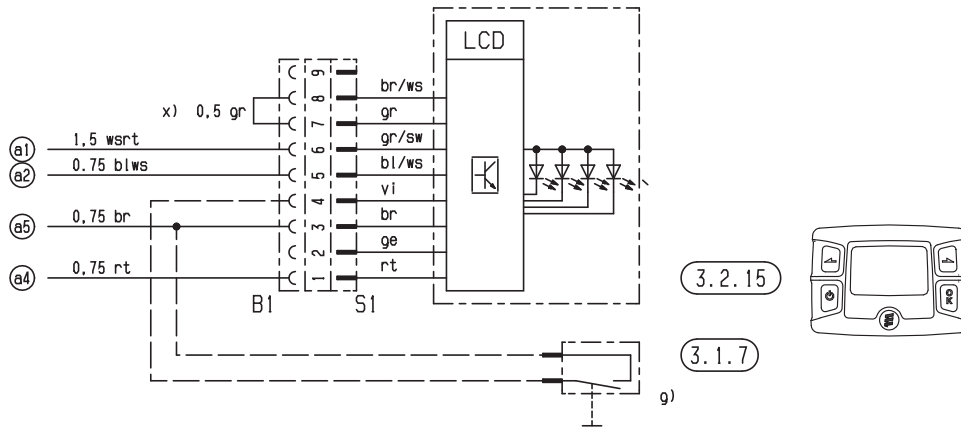 LCD
9
8 br/ws
x) 0,5 gr
7 gr
a1 1,5 wsrt 6 gr/sw
a2 0.75 blws 5 bl/ws
4 vi
a5 0,75 br 3 br
2 ge
a4 0,75 rt 1 rt
B1 S1
3.2.15
OK
3.1.7
g)